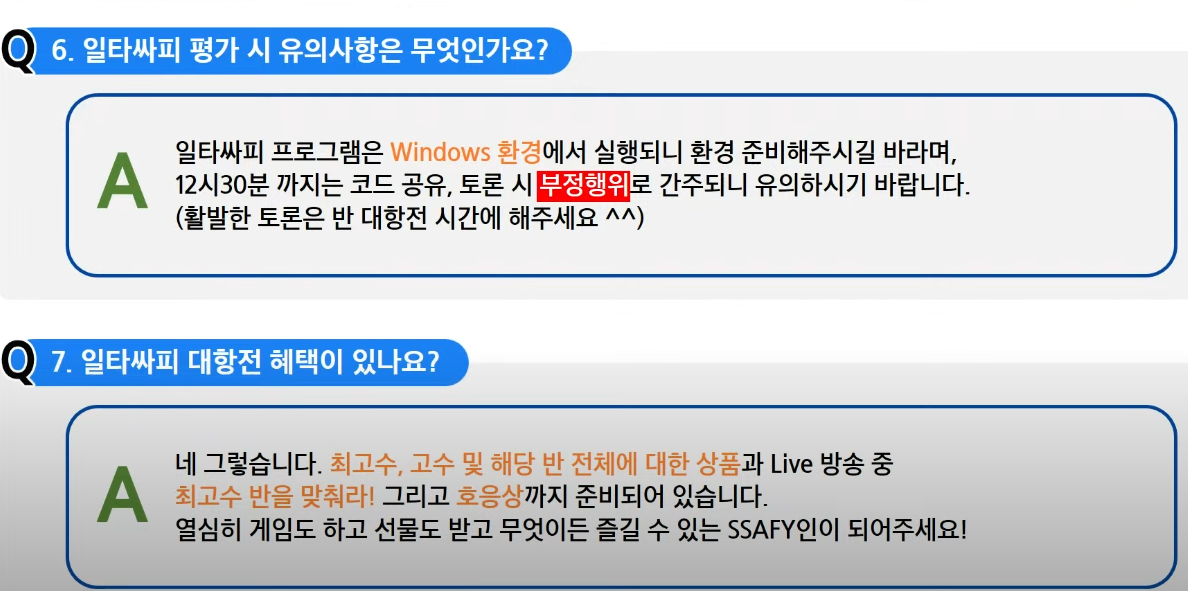 Q 6. 일타싸피 평가 시 유의사항은 무엇인가요?
A
일타싸피 프로그램은 Windows 환경에서 실행되니 환경 준비해주시길 바라며,
12시30분 까지는 코드 공유, 토론 시 부정행위로 간주되니 유의하시기 바랍니다.
(활발한 토론은 반 대항전 시간에 해주세요 ^^)
Q 7. 일타싸피 대항전 혜택이 있나요?
A
네 그렇습니다. 최고수, 고수 및 해당 반 전체에 대한 상품과 Live 방송 중
최고수 반을 맞춰라! 그리고 호응상까지 준비되어 있습니다.
열심히 게임도 하고 선물도 받고 무엇이든 즐길 수 있는 SSAFY인이 되어주세요!